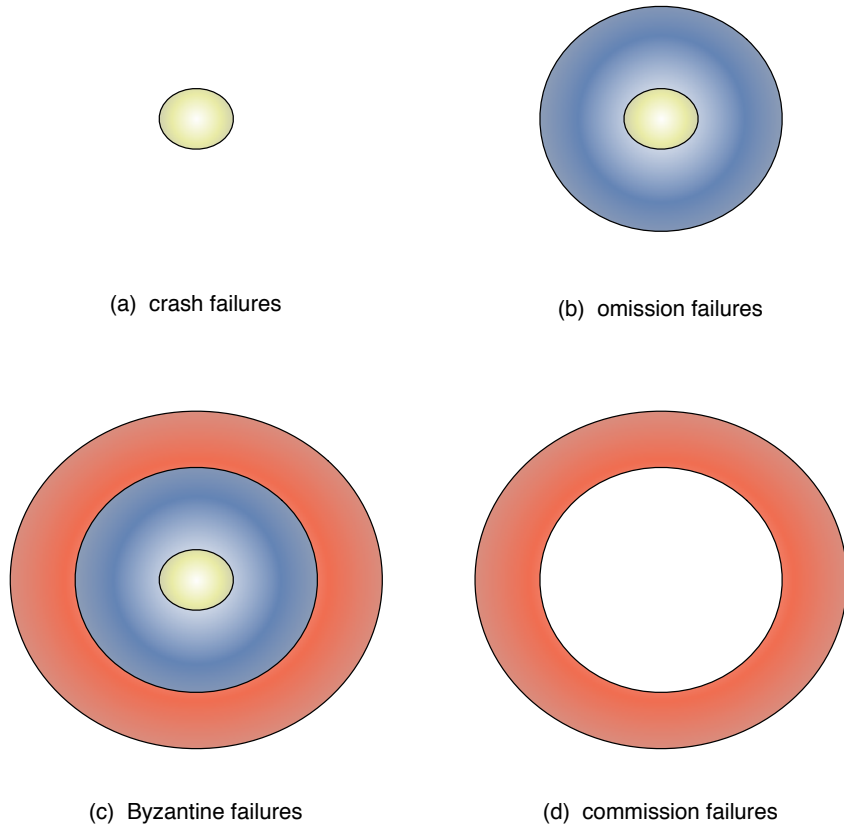 (a) crash failures
(b) omission failures
(c) Byzantine failures
(d) commission failures